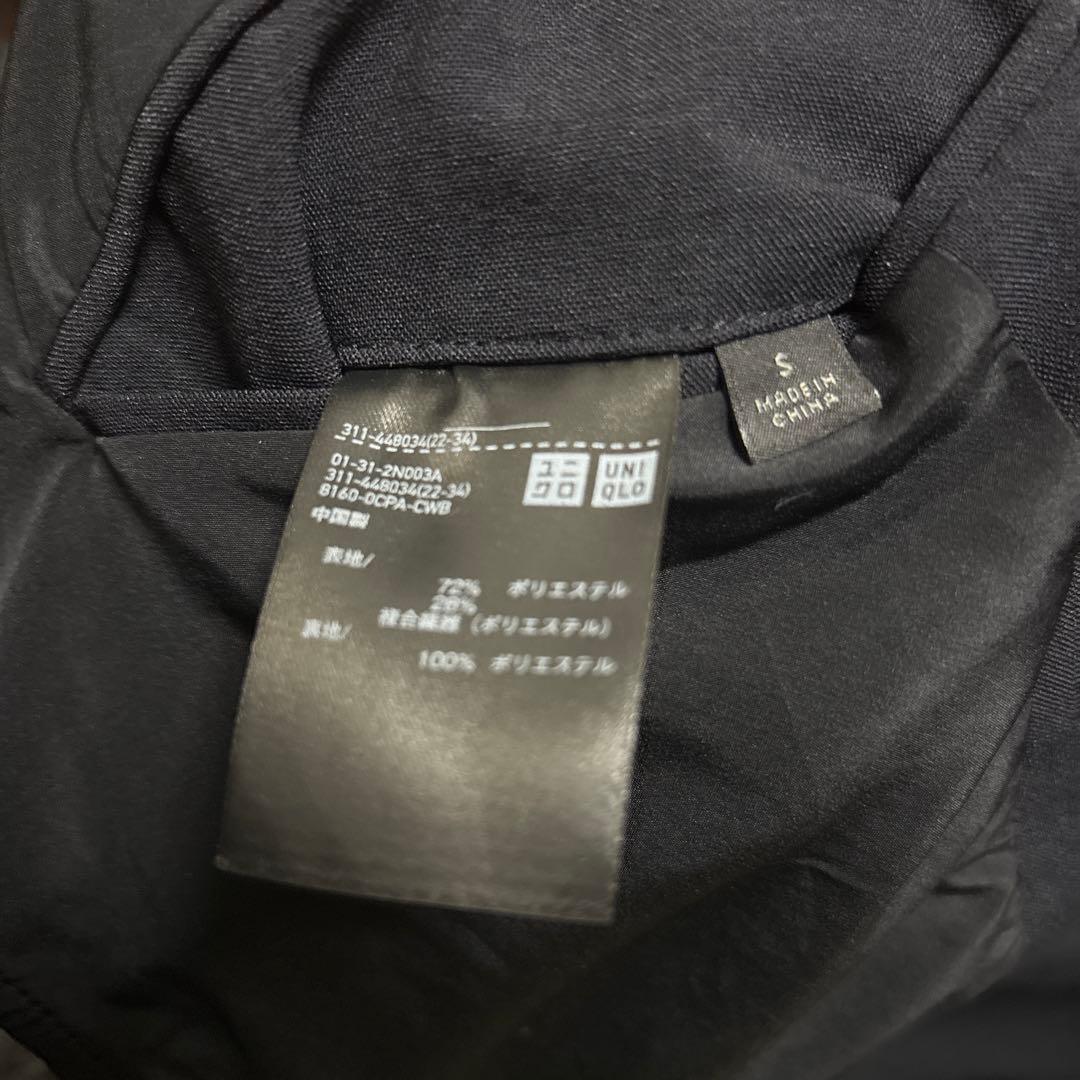 311-448034(22-34)
01-31-2N003A
311-448034(22-34)
8160-0CPA-CWB
中国製
ユニ
クロ
UNI
QLO
表地/
72% ポリエステル
28%
複合繊維 (ポリエステル)
裏地/
100% ポリエステル
S
MADE IN
CHINA